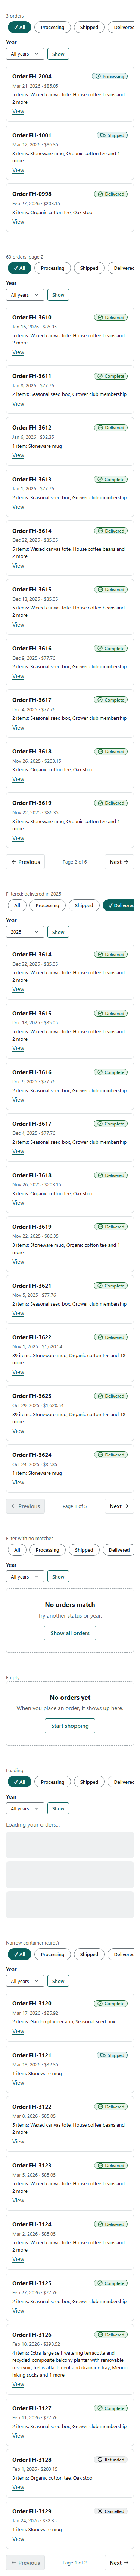 3 orders
✓ All Processing Shipped Delivered
Year
All years Show
Order FH-2004 Processing
Mar 21, 2026 · $85.05
5 items: Waxed canvas tote, House coffee beans and
2 more
View
Order FH-1001 Shipped
Mar 12, 2026 · $86.35
3 items: Stoneware mug, Organic cotton tee and 1
more
View
Order FH-0998 Delivered
Feb 27, 2026 · $203.15
3 items: Organic cotton tee, Oak stool
View
60 orders, page 2
✓ All Processing Shipped Delivered
Year
All years Show
Order FH-3610 Delivered
Jan 16, 2026 · $85.05
5 items: Waxed canvas tote, House coffee beans and
2 more
View
Order FH-3611 Complete
Jan 8, 2026 · $77.76
2 items: Seasonal seed box, Grower club membership
View
Order FH-3612 Delivered
Jan 6, 2026 · $32.35
1 item: Stoneware mug
View
Order FH-3613 Complete
Jan 1, 2026 · $77.76
2 items: Seasonal seed box, Grower club membership
View
Order FH-3614 Delivered
Dec 22, 2025 · $85.05
5 items: Waxed canvas tote, House coffee beans and
2 more
View
Order FH-3615 Delivered
Dec 18, 2025 · $85.05
5 items: Waxed canvas tote, House coffee beans and
2 more
View
Order FH-3616 Complete
Dec 9, 2025 · $77.76
2 items: Seasonal seed box, Grower club membership
View
Order FH-3617 Complete
Dec 4, 2025 · $77.76
2 items: Seasonal seed box, Grower club membership
View
Order FH-3618 Delivered
Nov 26, 2025 · $203.15
3 items: Organic cotton tee, Oak stool
View
Order FH-3619 Delivered
Nov 22, 2025 · $86.35
3 items: Stoneware mug, Organic cotton tee and 1
more
View
← Previous Page 2 of 6 Next →
Filtered: delivered in 2025
All Processing Shipped ✓ Delivered
Year
2025 Show
Order FH-3614 Delivered
Dec 22, 2025 · $85.05
5 items: Waxed canvas tote, House coffee beans and
2 more
View
Order FH-3615 Delivered
Dec 18, 2025 · $85.05
5 items: Waxed canvas tote, House coffee beans and
2 more
View
Order FH-3616 Complete
Dec 9, 2025 · $77.76
2 items: Seasonal seed box, Grower club membership
View
Order FH-3617 Complete
Dec 4, 2025 · $77.76
2 items: Seasonal seed box, Grower club membership
View
Order FH-3618 Delivered
Nov 26, 2025 · $203.15
3 items: Organic cotton tee, Oak stool
View
Order FH-3619 Delivered
Nov 22, 2025 · $86.35
3 items: Stoneware mug, Organic cotton tee and 1
more
View
Order FH-3621 Complete
Nov 5, 2025 · $77.76
2 items: Seasonal seed box, Grower club membership
View
Order FH-3622 Delivered
Nov 1, 2025 · $1,620.54
39 items: Stoneware mug, Organic cotton tee and 18
more
View
Order FH-3623 Delivered
Oct 29, 2025 · $1,620.54
39 items: Stoneware mug, Organic cotton tee and 18
more
View
Order FH-3624 Delivered
Oct 24, 2025 · $32.35
1 item: Stoneware mug
View
← Previous Page 1 of 5 Next →
Filter with no matches
All Processing Shipped Delivered
Year
All years Show
No orders match
Try another status or year.
Show all orders
Empty
No orders yet
When you place an order, it shows up here.
Start shopping
Loading
✓ All Processing Shipped Delivered
Year
All years Show
Loading your orders…
Narrow container (cards)
✓ All Processing Shipped Delivered
Year
All years Show
Order FH-3120 Complete
Mar 17, 2026 · $25.92
2 items: Garden planner app, Seasonal seed box
View
Order FH-3121 Shipped
Mar 13, 2026 · $32.35
1 item: Stoneware mug
View
Order FH-3122 Delivered
Mar 8, 2026 · $85.05
5 items: Waxed canvas tote, House coffee beans and
2 more
View
Order FH-3123 Delivered
Mar 5, 2026 · $85.05
5 items: Waxed canvas tote, House coffee beans and
2 more
View
Order FH-3124 Delivered
Mar 2, 2026 · $85.05
5 items: Waxed canvas tote, House coffee beans and
2 more
View
Order FH-3125 Complete
Feb 27, 2026 · $77.76
2 items: Seasonal seed box, Grower club membership
View
Order FH-3126 Delivered
Feb 18, 2026 · $398.52
4 items: Extra large self watering terracotta and
recycled composite balcony planter with removable
reservoir, trellis attachment and drainage tray, Merino
hiking socks and 1 more
View
Order FH-3127 Complete
Feb 11, 2026 · $77.76
2 items: Seasonal seed box, Grower club membership
View
Order FH-3128 Refunded
Feb 1, 2026 · $203.15
3 items: Organic cotton tee, Oak stool
View
Order FH-3129 Cancelled
Jan 24, 2026 · $32.35
1 item: Stoneware mug
View
← Previous Page 1 of 2 Next →